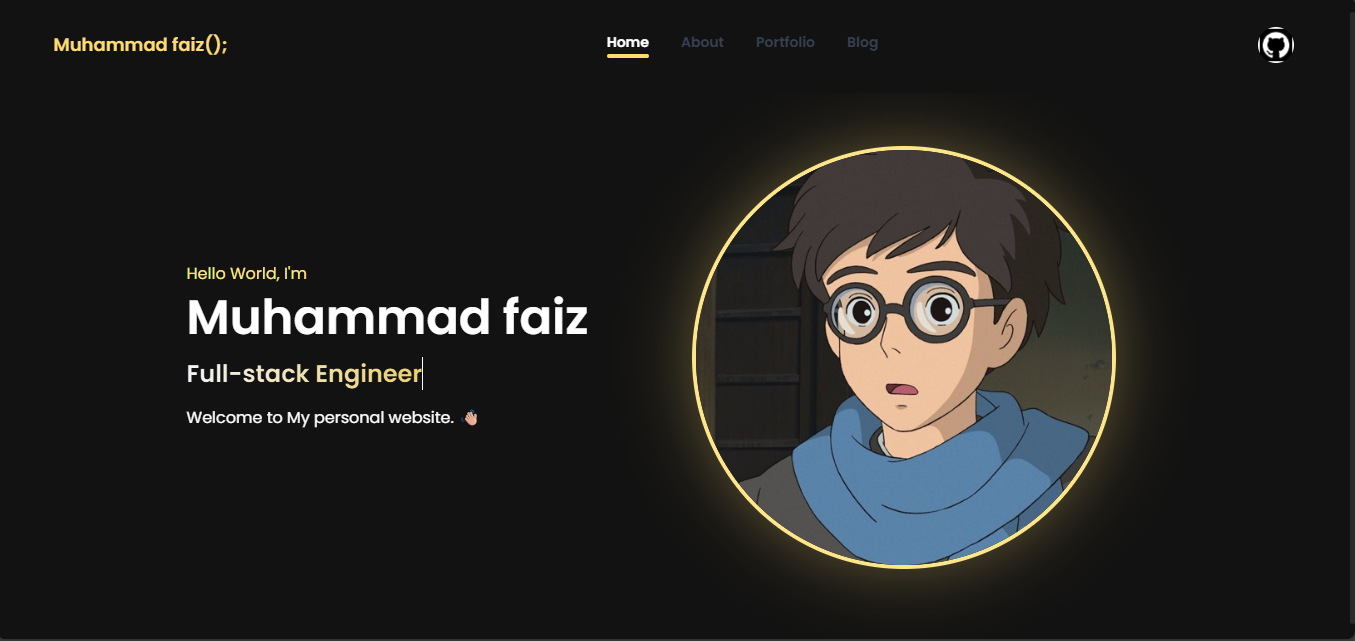 Muhammad faiz();
Home About Portfolio Blog
Hello World, I'm
Muhammad faiz
Full-stack Engineer
Welcome to My personal website. 👋🏼